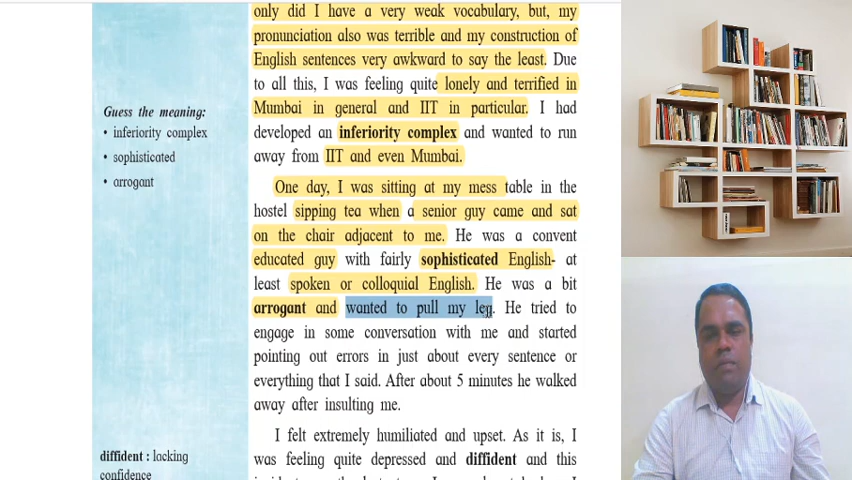 only did I have a very weak vocabulary, but, my
pronunciation also was terrible and my construction of
English sentences very awkward to say the least. Due
to all this, I was feeling quite lonely and terrified in
Mumbai in general and IIT in particular. I had
developed an inferiority complex and wanted to run
away from IIT and even Mumbai.
One day, I was sitting at my mess table in the
hostel sipping tea when a senior guy came and sat
on the chair adjacent to me. He was a convent
educated guy with fairly sophisticated English- at
least spoken or colloquial English. He was a bit
arrogant and wanted to pull my leg. He tried to
engage in some conversation with me and started
pointing out errors in just about every sentence or
everything that I said. After about 5 minutes he walked
away after insulting me.
I felt extremely humiliated and upset. As it is, I
was feeling quite depressed and diffident and this
Guess the meaning:
• inferiority complex
• sophisticated
• arrogant
diffident : lacking
confidence